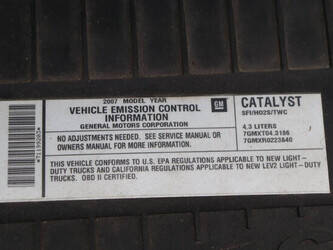 2007 MODEL YEAR
VEHICLE EMISSION CONTROL
INFORMATION
GENERAL MOTORS CORPORATION
GM
CATALYST
SFI/HO2S/TWC
NO ADJUSTMENTS NEEDED. SEE SERVICE MANUAL OR
OWNERS MANUAL FOR MORE INFORMATION
4.3 LITERS
7GMXT04.3186
7GMXR0223840
THIS VEHICLE CONFORMS TO U.S. EPA REGULATIONS APPLICABLE TO NEW LIGHT-
DUTY TRUCKS AND CALIFORNIA REGULATIONS APPLICABLE TO NEW LEV2 LIGHT-DUTY
TRUCKS. OBD II CERTIFIED.